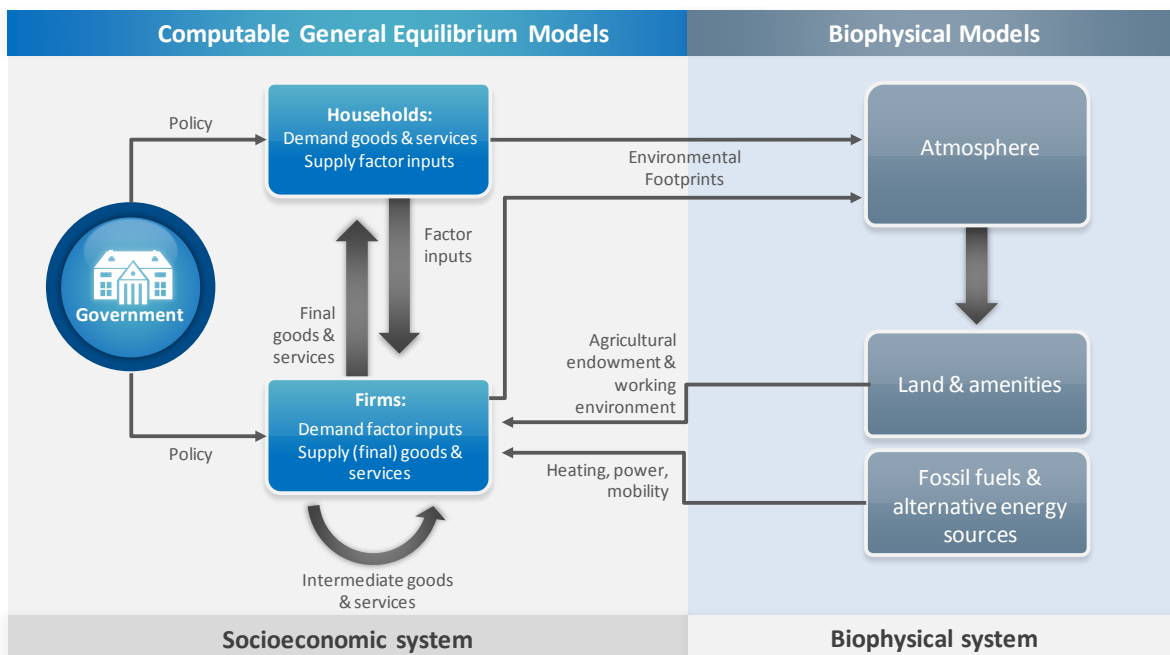 Computable General Equilibrium Models
Biophysical Models
Households:
Demand goods & services
Supply factor inputs
Policy
Environmental
Footprints
Atmosphere
Government
Factor
inputs
Final
goods &
services
Agricultural
endowment &
working
environment
Land & amenities
Firms:
Demand factor inputs
Supply (final) goods &
services
Policy
Heating, power,
mobility
Fossil fuels &
alternative energy
sources
Intermediate goods
& services
Socioeconomic system
Biophysical system